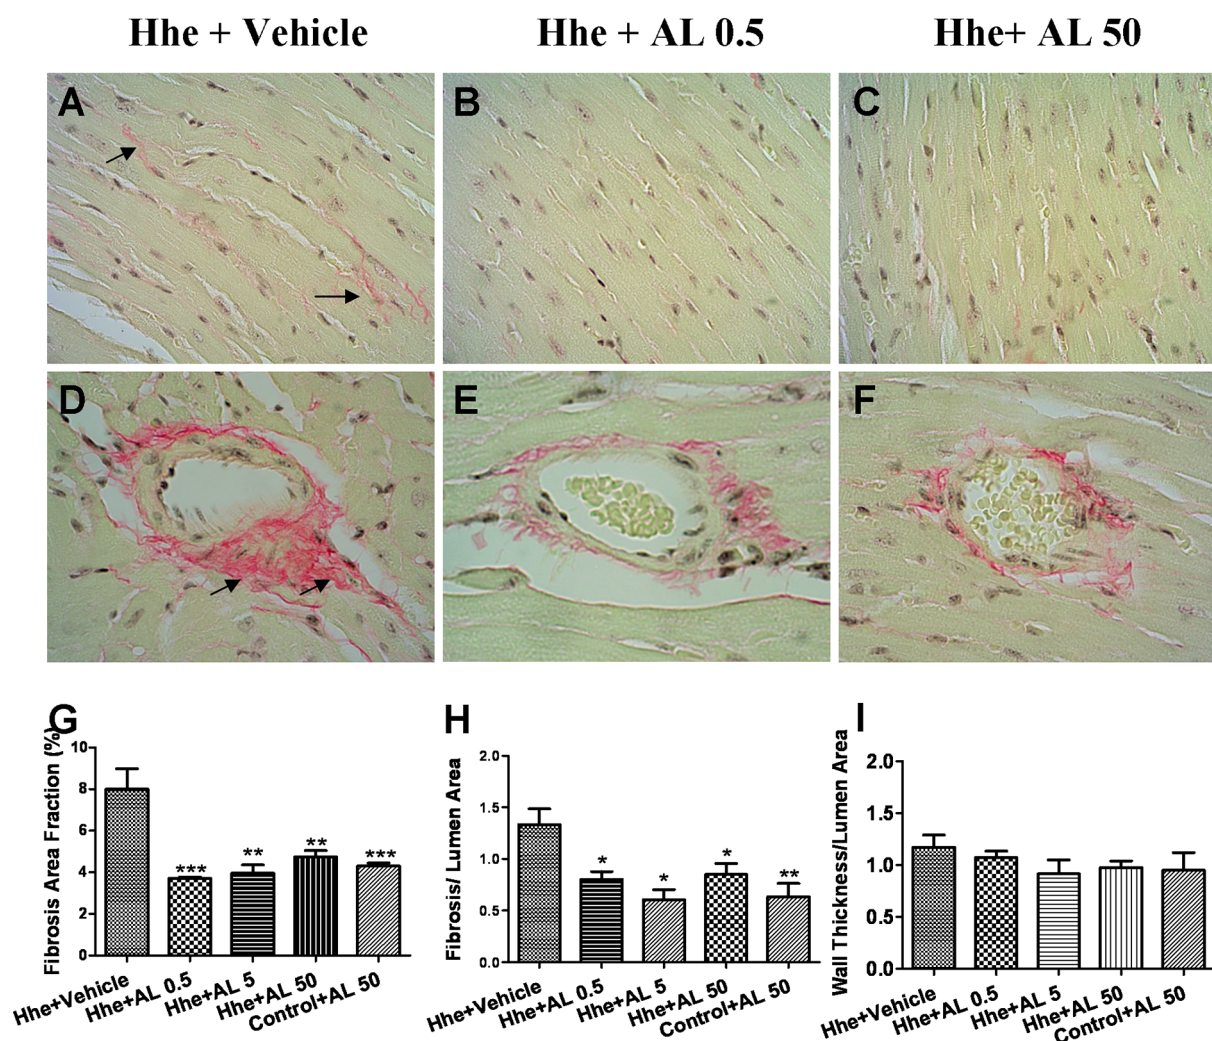 Hhe + Vehicle
Hhe + AL 0.5
Hhe+ AL 50
A
B
C
D
E
F
G
Fibrosis Area Fraction (%)
10
8
6
4
2
0
***
**
**
***
Hhe+Vehicle
Hhe+AL 0.5
Hhe+AL 5
Hhe+AL 50
Control+AL 50
H
Fibrosis/ Lumen Area
2.0
1.5
1.0
0.5
0.0
*
*
*
**
Hhe+Vehicle
Hhe+AL 0.5
Hhe+AL 5
Hhe+AL 50
Control+AL 50
I
Wall Thickness/Lumen Area
2.0
1.5
1.0
0.5
0.0
Hhe+Vehicle
Hhe+AL 0.5
Hhe+AL 5
Hhe+AL 50
Control+AL 50